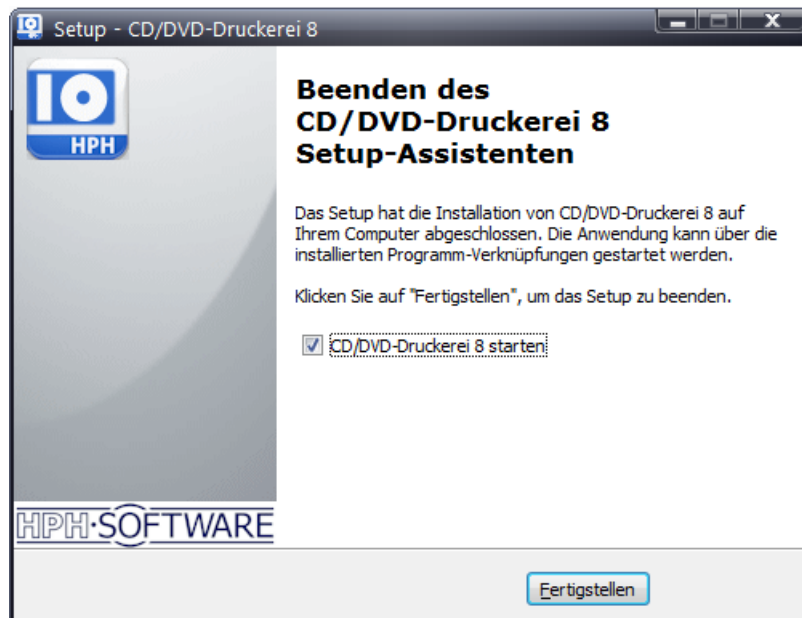 Setup - CD/DVD-Druckerei 8
HPH
Beenden des
CD/DVD-Druckerei 8
Setup-Assistenten
Das Setup hat die Installation von CD/DVD-Druckerei 8 auf
Ihrem Computer abgeschlossen. Die Anwendung kann über die
installierten Programm-Verknüpfungen gestartet werden.
Klicken Sie auf "Fertigstellen", um das Setup zu beenden.
CD/DVD-Druckerei 8 starten
HPH·SOFTWARE
Fertigstellen